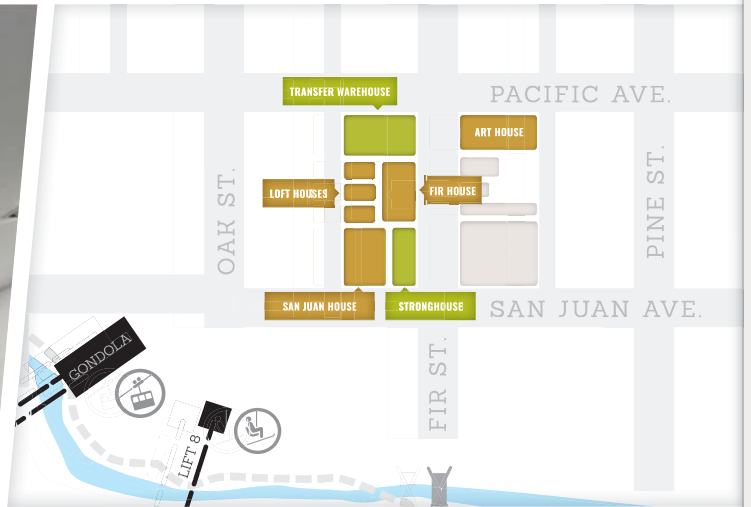 TRANSFER WAREHOUSE
PACIFIC AVE.
ART HOUSE
LOFT HOUSES
FIR HOUSE
OAK ST.
PINE ST.
SAN JUAN HOUSE
STRONGHOUSE
SAN JUAN AVE.
GONDOLA
FIR ST.
LIFT 8